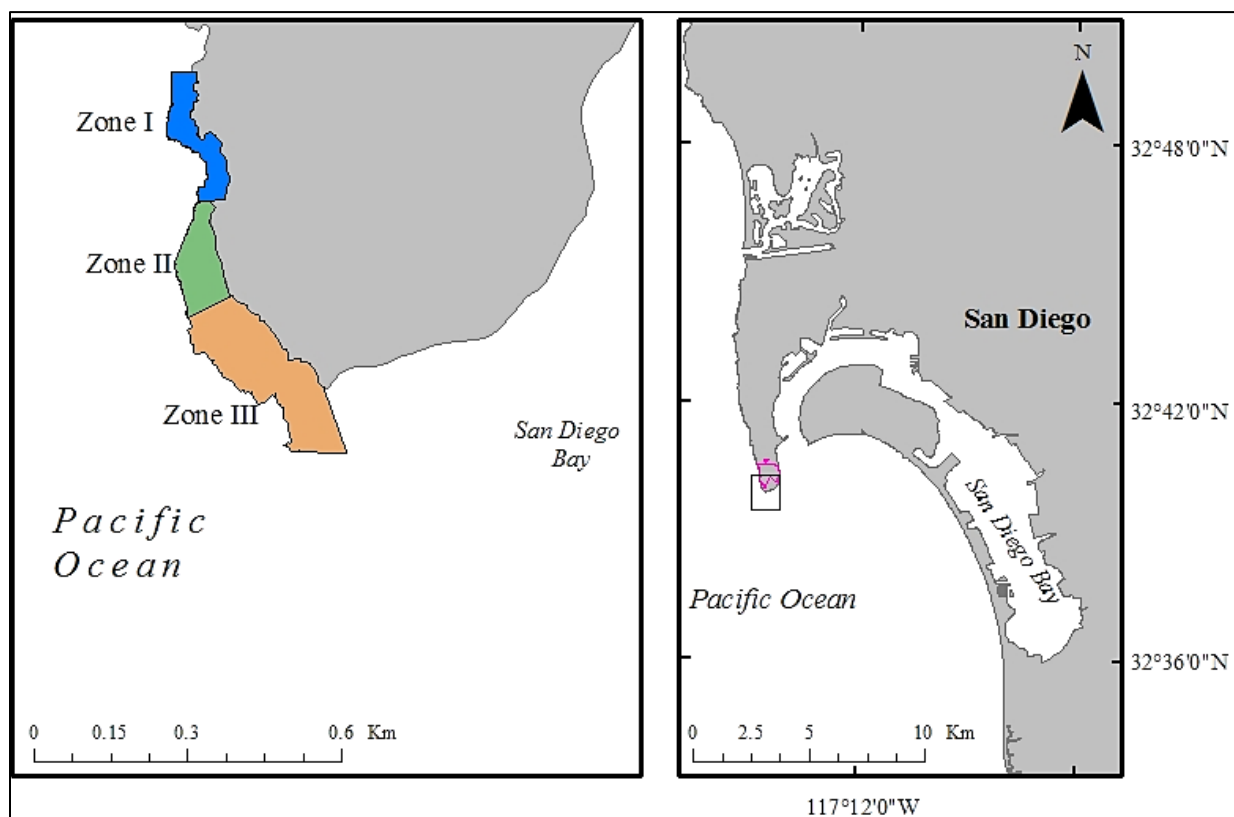 Zone I
Zone II
Zone III
San Diego
Bay
Pacific
Ocean
0 0.15 0.3 0.6 Km
N
32°48'0"N
San Diego
32°42'0"N
San Diego Bay
Pacific Ocean
32°36'0"N
0 2.5 5 10 Km
117°12'0"W